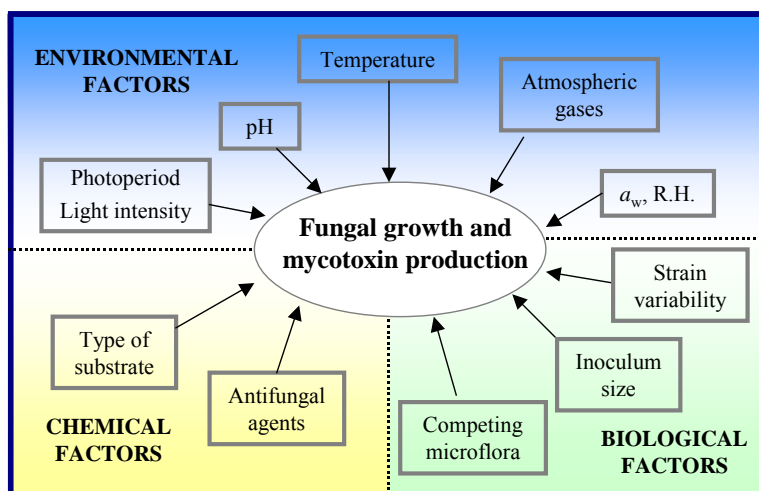 ENVIRONMENTAL
FACTORS
Temperature
Atmospheric
gases
pH
Photoperiod
Light intensity
aw, R.H.
Fungal growth and
mycotoxin production
Strain
variability
Type of
substrate
Inoculum
size
Antifungal
agents
Competing
microflora
CHEMICAL
FACTORS
BIOLOGICAL
FACTORS